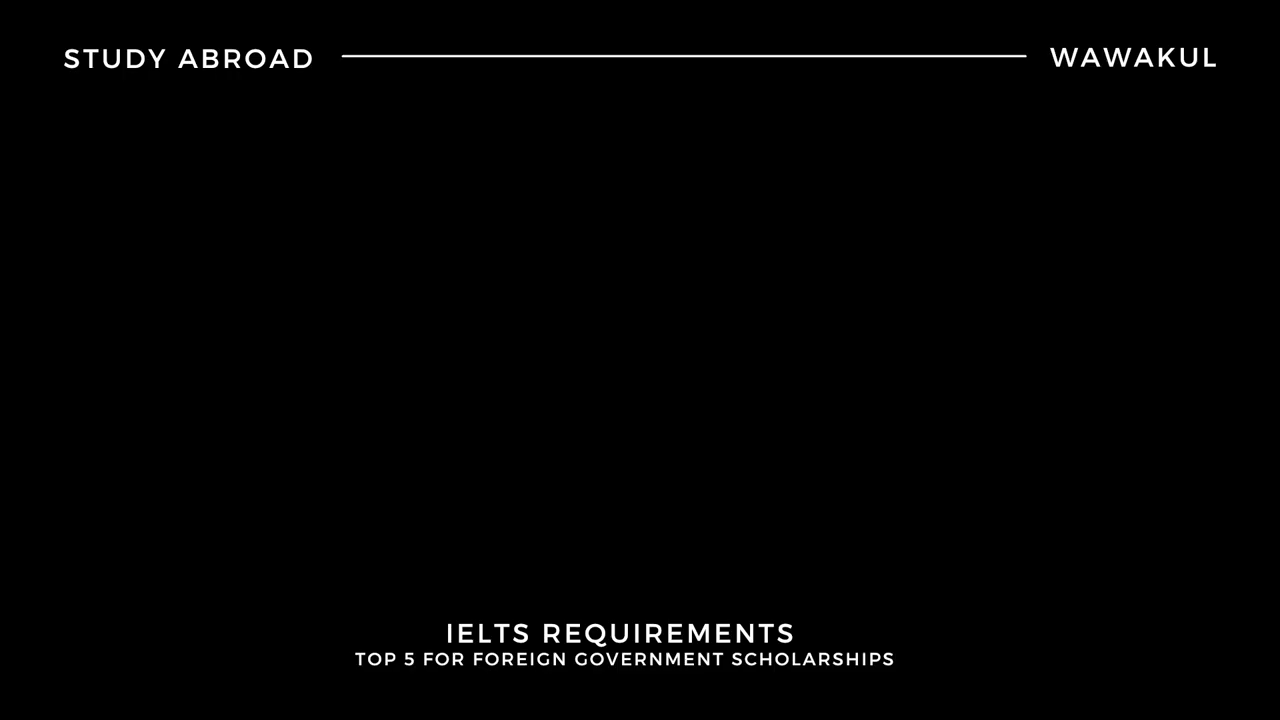 STUDY ABROAD
WAWAKUL
IELTS REQUIREMENTS
TOP 5 FOR FOREIGN GOVERNMENT SCHOLARSHIPS